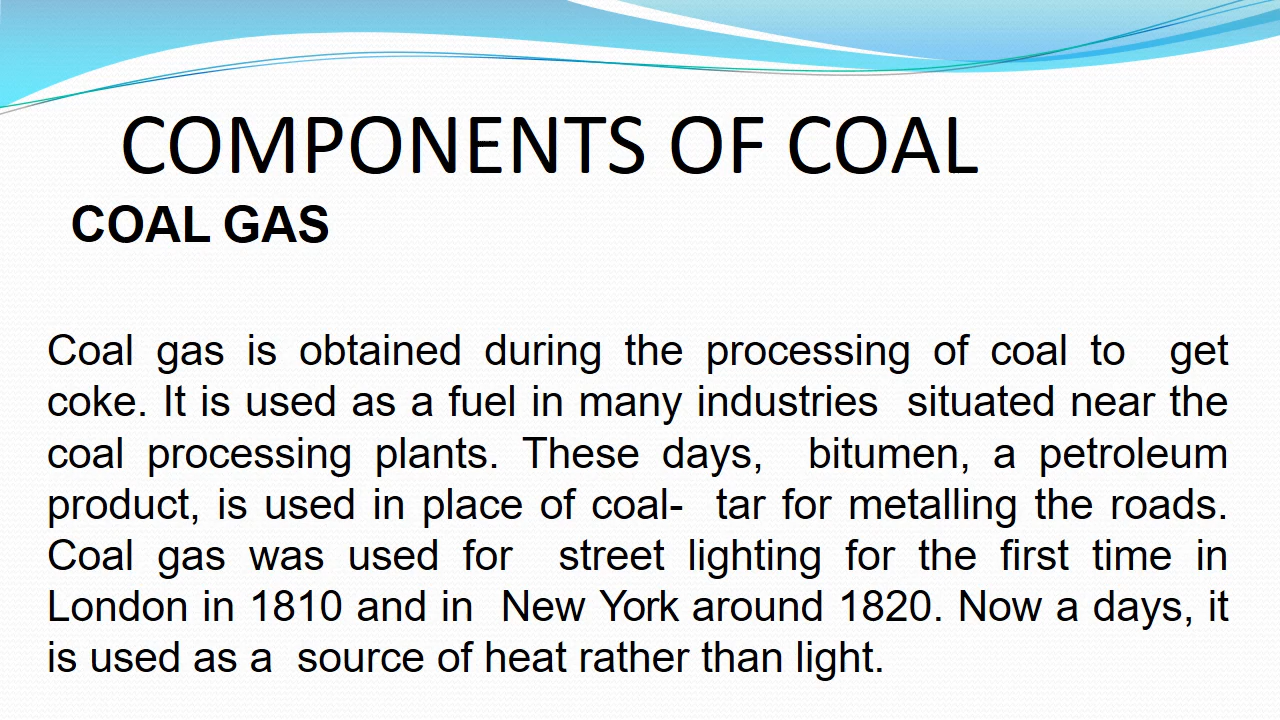 COMPONENTS OF COAL
COAL GAS
Coal gas is obtained during the processing of coal to get
coke. It is used as a fuel in many industries situated near the
coal processing plants. These days, bitumen, a petroleum
product, is used in place of coal- tar for metalling the roads.
Coal gas was used for street lighting for the first time in
London in 1810 and in New York around 1820. Now a days, it
is used as a source of heat rather than light.